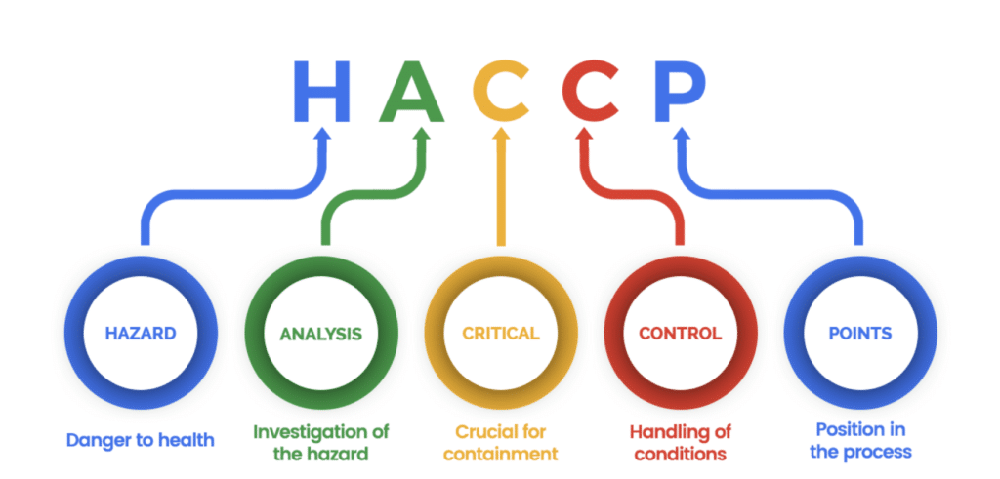 HACCP
HAZARD
ANALYSIS
CRITICAL
CONTROL
POINTS
Danger to health
Investigation of
the hazard
Crucial for
containment
Handling of
conditions
Position in
the process